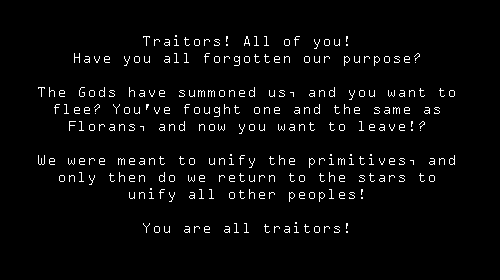 Traitors! All of you!
Have you all forgotten our purpose?
The Gods have summoned us, and you want to
flee? You've fought one and the same as
Florans, and now you want to leave!?
We were meant to unify the primitives, and
only then do we return to the stars to
unify all other peoples!
You are all traitors!